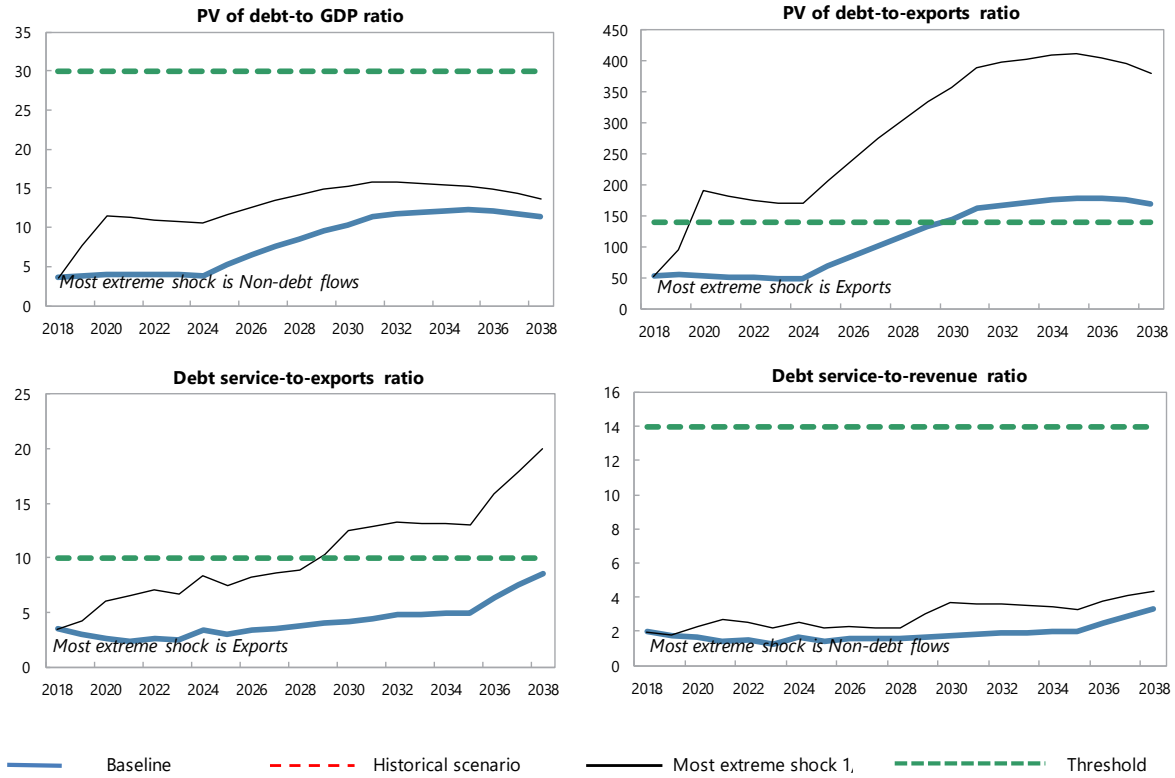 PV of debt-to GDP ratio
35
30
25
20
15
10
5
0
Most extreme shock is Non-debt flows
2018 2020 2022 2024 2026 2028 2030 2032 2034 2036 2038
PV of debt-to-exports ratio
450
400
350
300
250
200
150
100
50
0
Most extreme shock is Exports
2018 2020 2022 2024 2026 2028 2030 2032 2034 2036 2038
Debt service-to-exports ratio
25
20
15
10
5
0
Most extreme shock is Exports
2018 2020 2022 2024 2026 2028 2030 2032 2034 2036 2038
Debt service-to-revenue ratio
16
14
12
10
8
6
4
2
0
Most extreme shock is Non-debt flows
2018 2020 2022 2024 2026 2028 2030 2032 2034 2036 2038
Baseline Historical scenario Most extreme shock 1, Threshold